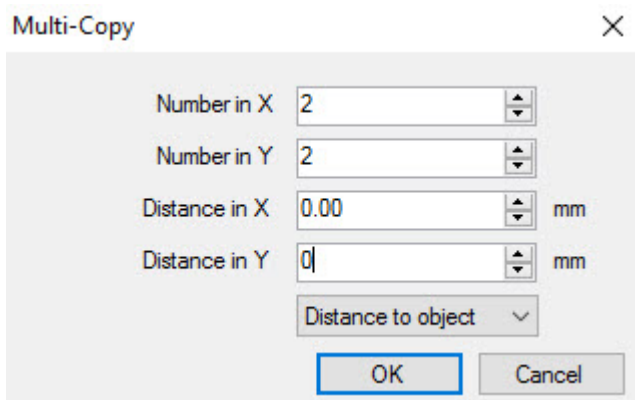 Multi-Copy
Number in X 2
Number in Y 2
Distance in X 0.00 mm
Distance in Y 0 mm
Distance to object
OK Cancel